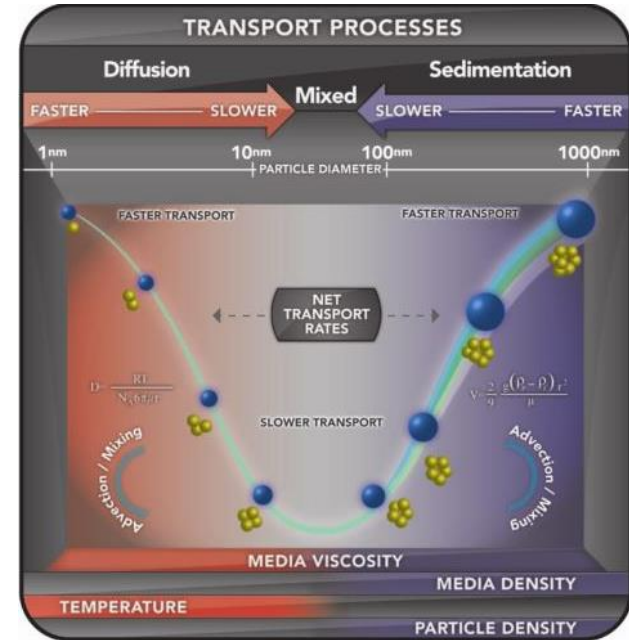 TRANSPORT PROCESSES
Diffusion
Sedimentation
Mixed
FASTER
SLOWER
SLOWER
FASTER
1nm
10nm
100nm
1000nm
PARTICLE DIAMETER
FASTER TRANSPORT
FASTER TRANSPORT
NET
TRANSPORT
RATES
SLOWER TRANSPORT
Advection / Mixing
Advection / Mixing
MEDIA VISCOSITY
MEDIA DENSITY
TEMPERATURE
PARTICLE DENSITY